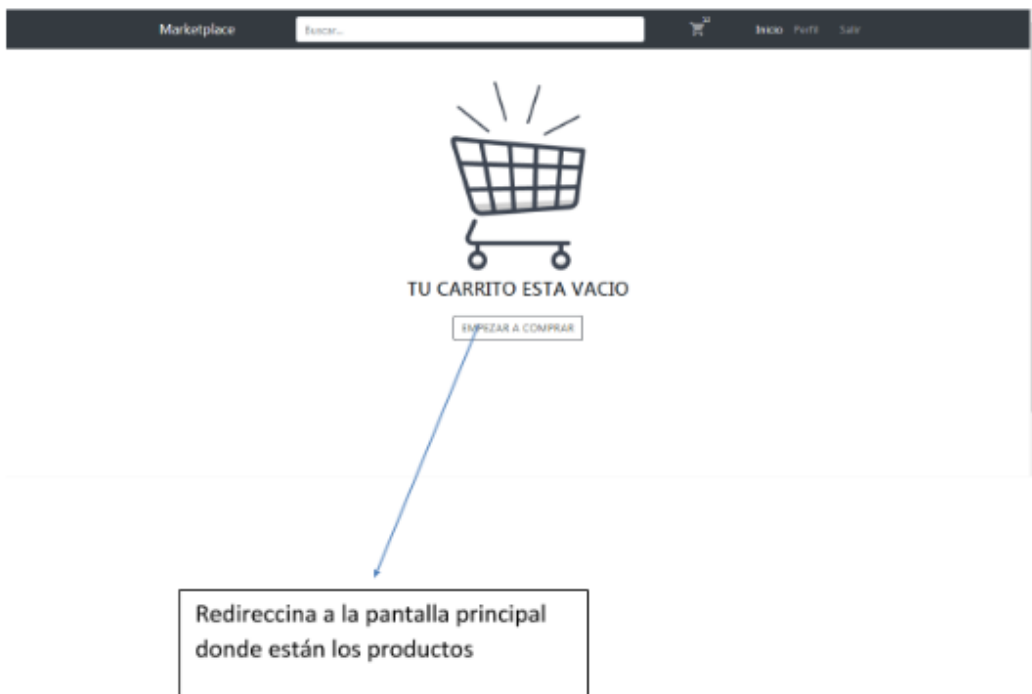 Marketplace
Buscar...
Inicio Perfil Salir
TU CARRITO ESTA VACIO
EMPEZAR A COMPRAR
Redireccina a la pantalla principal
donde están los productos